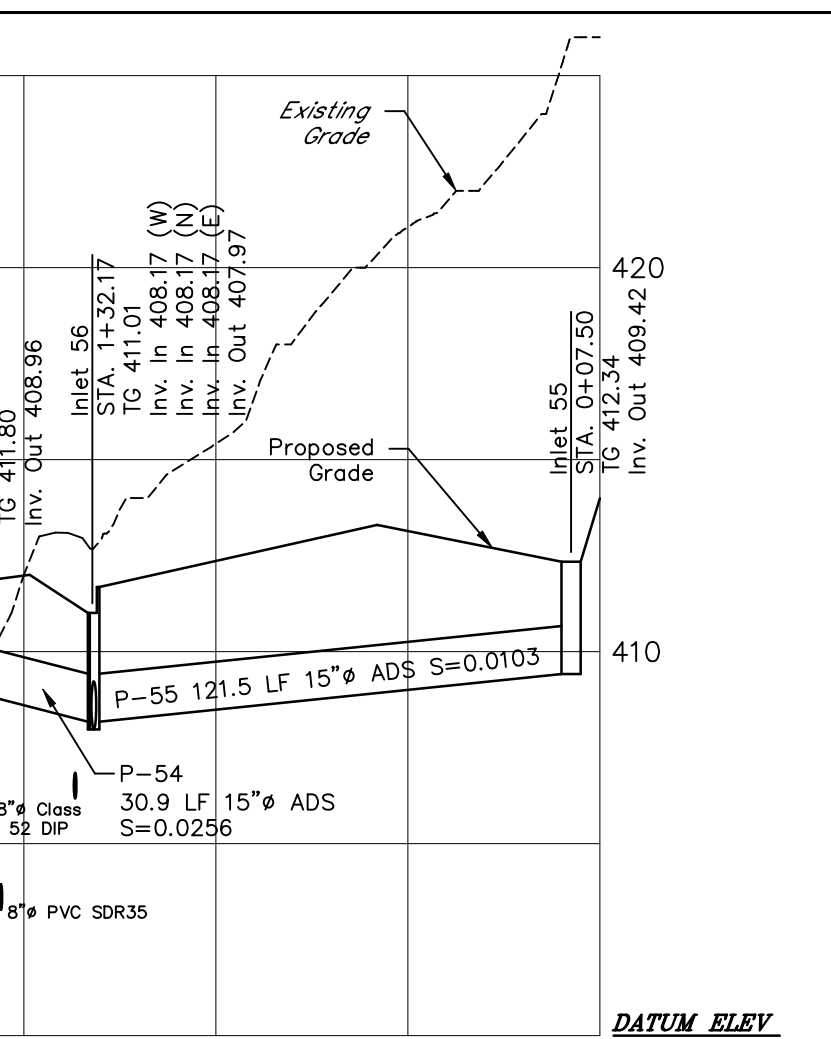 Existing
Grade
TG 411.80
Inv. Out 408.96
Inlet 56
STA. 1+32.17
TG 411.01
Inv. In 408.17 (W)
Inv. In 408.17 (N)
Inv. In 408.17 (E)
Inv. Out 407.97
420
Inlet 55
STA. 0+07.50
TG 412.34
Inv. Out 409.42
Proposed
Grade
410
P-55 121.5 LF 15"ø ADS S=0.0103
P-54
30.9 LF 15"ø ADS
S=0.0256
8"ø Class
52 DIP
8"ø PVC SDR35
DATUM ELEV